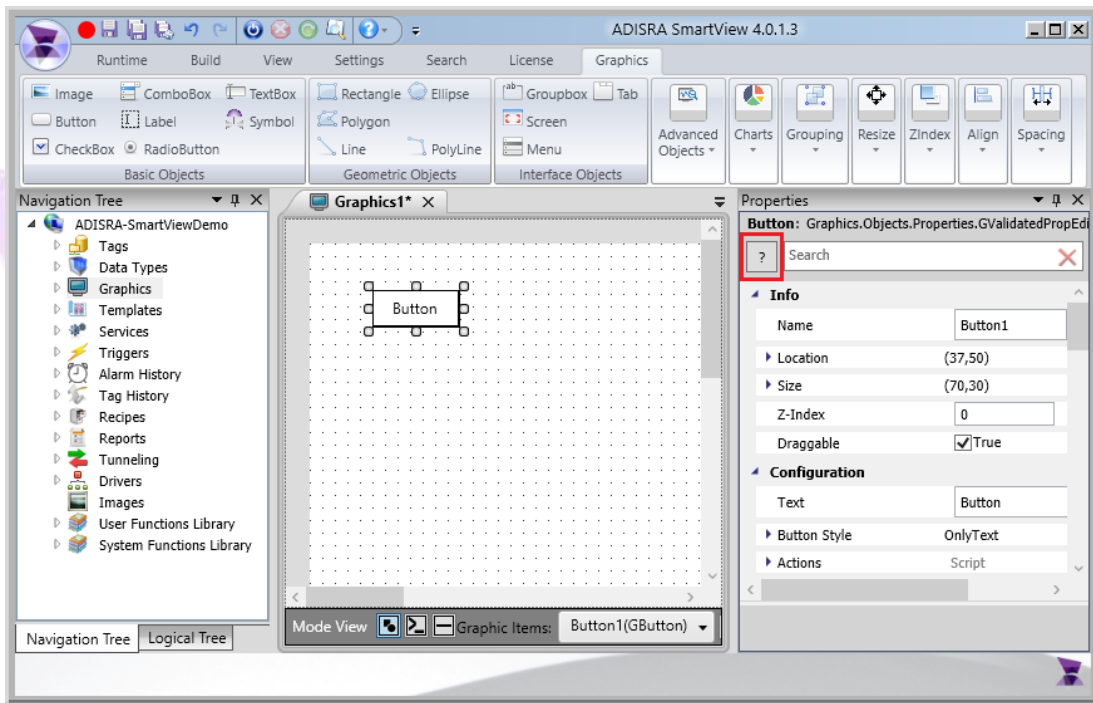 ADISRA SmartView 4.0.1.3
Runtime Build View Settings Search License Graphics
Image ComboBox TextBox Rectangle Ellipse Groupbox Tab
Button Label Symbol Polygon Screen
CheckBox RadioButton Line PolyLine Menu
Advanced Objects Charts Grouping Resize ZIndex Align Spacing
Basic Objects Geometric Objects Interface Objects
Navigation Tree
ADISRA-SmartViewDemo
Tags
Data Types
Graphics
Templates
Services
Triggers
Alarm History
Tag History
Recipes
Reports
Tunneling
Drivers
Images
User Functions Library
System Functions Library
Navigation Tree Logical Tree
Graphics1*
Button
Mode View Graphic Items: Button1(GButton)
Properties
Button: Graphics.Objects.Properties.GValidatedPropEdi
? Search
Info
Name Button1
Location (37,50)
Size (70,30)
Z-Index 0
Draggable True
Configuration
Text Button
Button Style OnlyText
Actions Script